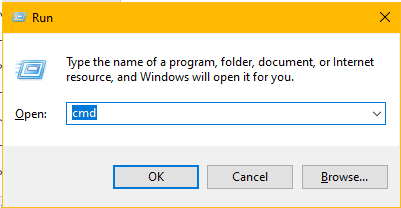 Run
Type the name of a program, folder, document, or Internet
resource, and Windows will open it for you.
Open: cmd
OK Cancel Browse...